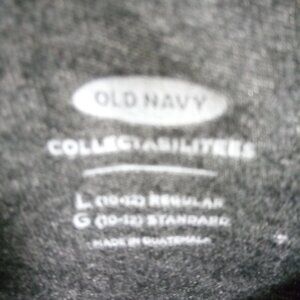 OLD NAVY
COLLECTABILITEES
L (10-12) REGULAR
G (10-12) STANDARD
MADE IN GUATEMALA